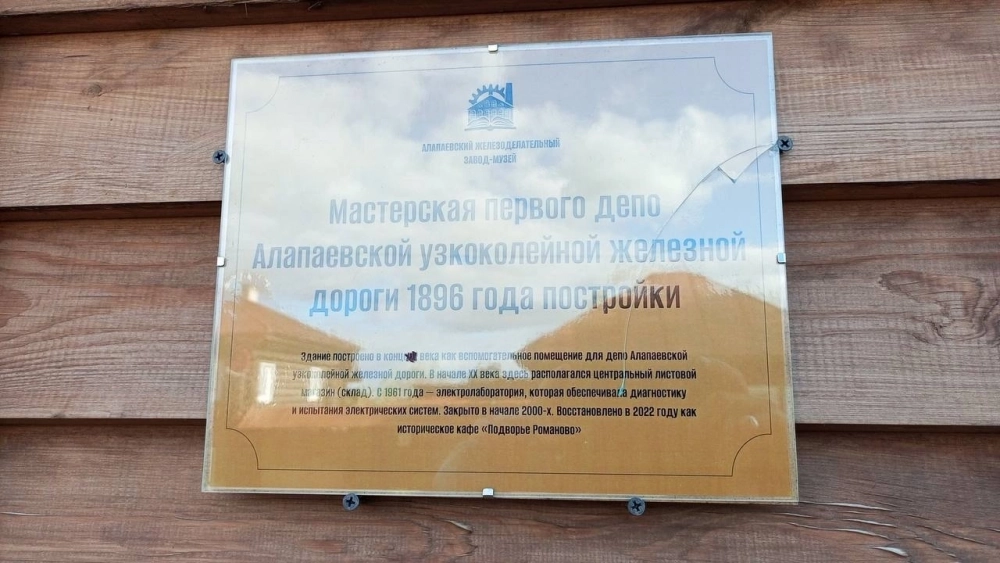 АЛАПАЕВСКИЙ ЖЕЛЕЗОДЕЛАТЕЛЬНЫЙ
ЗАВОД-МУЗЕЙ
Мастерская первого депо
Алапаевской узкоколейной железной
дороги 1896 года постройки
Здание построено в конце века как вспомогательное помещение для депо Алапаевской
узкоколейной железной дороги. В начале XX века здесь располагался центральный листовой
магазин (склад). С 1961 года — электролаборатория, которая обеспечивала диагностику
и испытания электрических систем. Закрыто в начале 2000-х. Восстановлено в 2022 году как
историческое кафе «Подворье Романово»